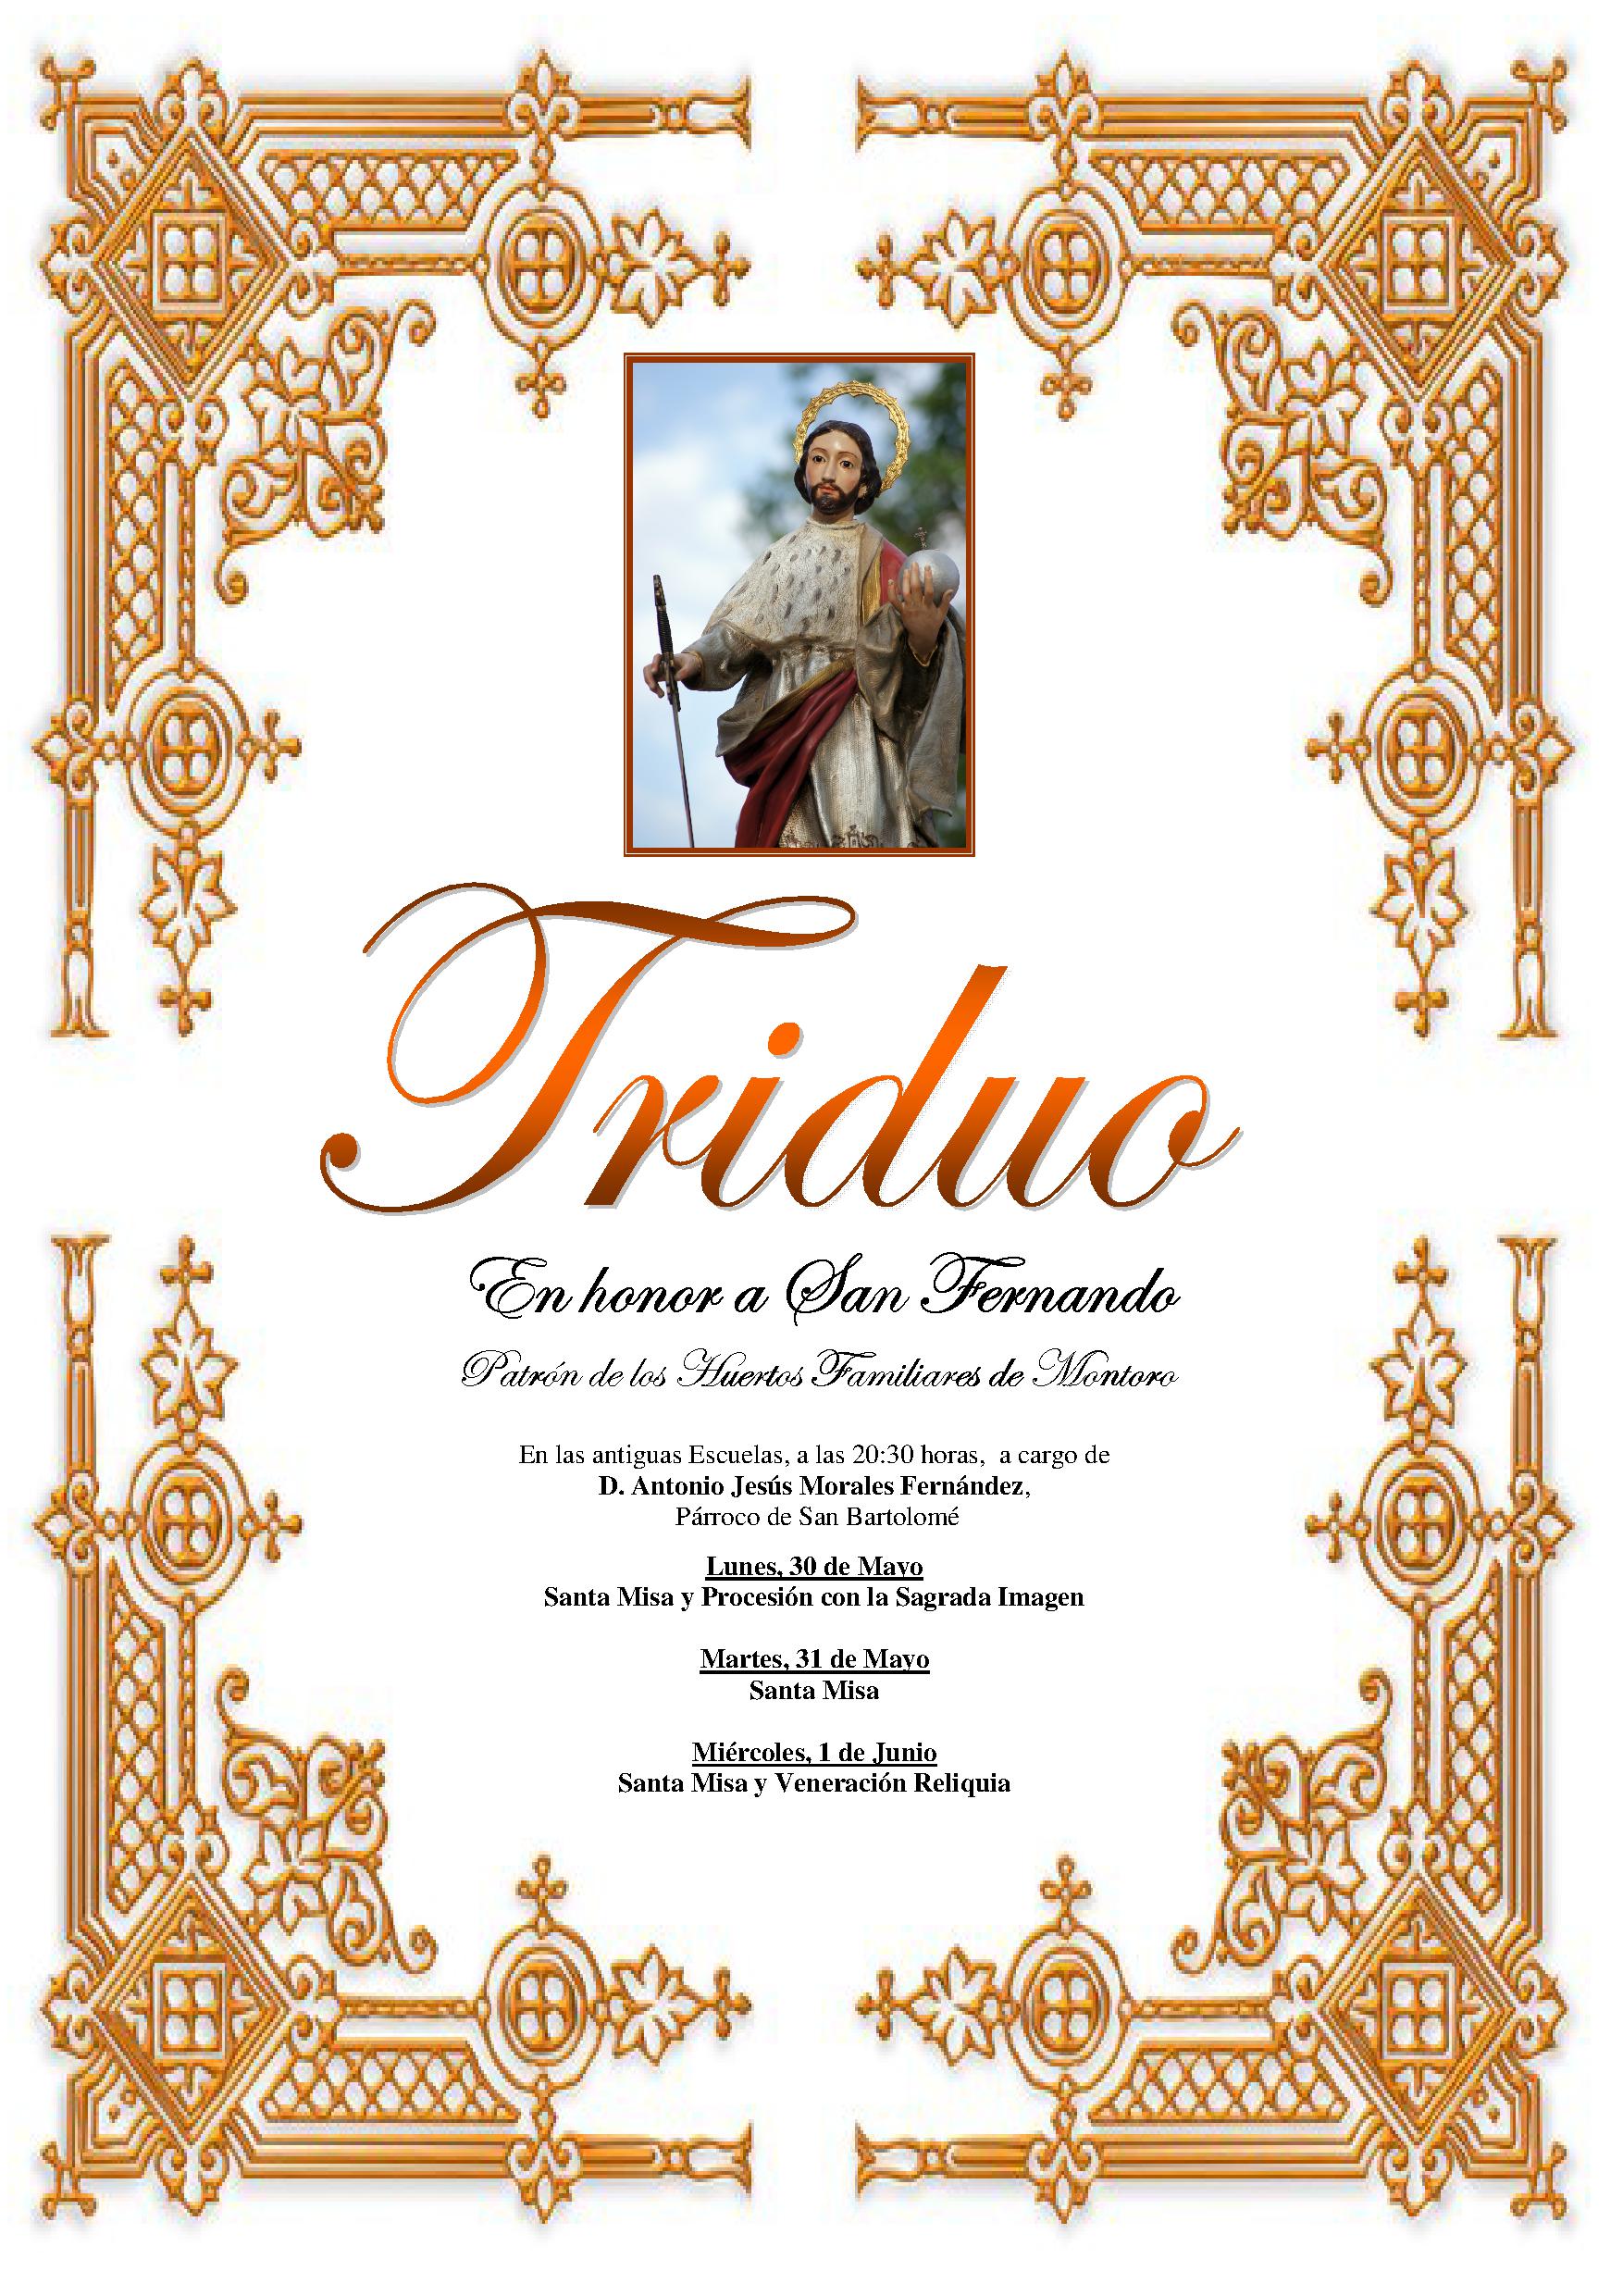 Triduo
En honor a San Fernando
Patrón de los Huertos Familiares de Montoro
En las antiguas Escuelas, a las 20:30 horas,  a cargo de
D. Antonio Jesús Morales Fernández,
Párroco de San Bartolomé
Lunes, 30 de Mayo
Santa Misa y Procesión con la Sagrada Imagen
Martes, 31 de Mayo
Santa Misa
Miércoles, 1 de Junio
Santa Misa y Veneración Reliquia